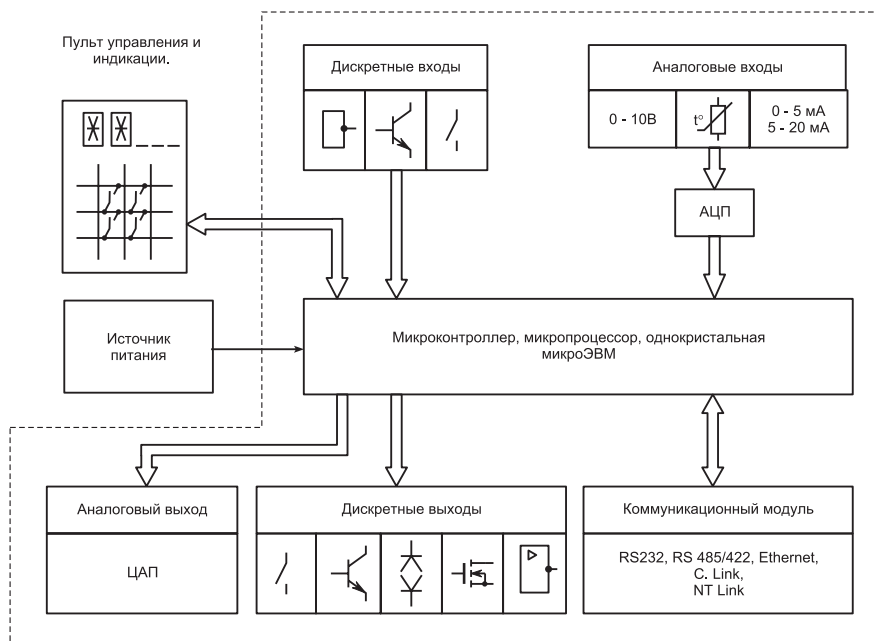 Пульт управления и
индикации.
Дискретные входы
Аналоговые входы
0 - 10В
t°
0 - 5 мА
5 - 20 мА
АЦП
Источник
питания
Микроконтроллер, микропроцессор, однокристальная
микроЭВМ
Аналоговый выход
ЦАП
Дискретные выходы
Коммуникационный модуль
RS232, RS 485/422, Ethernet,
C. Link,
NT Link